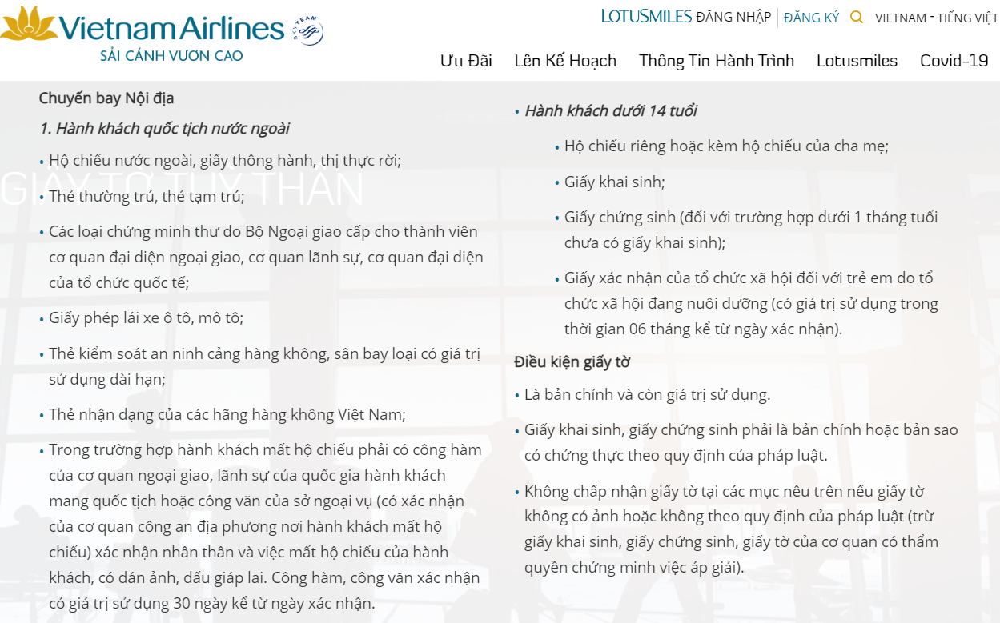 Vietnam Airlines
SKYTEAM
SẢI CÁNH VƯƠN CAO
LOTUSMILES ĐĂNG NHẬP ĐĂNG KÝ VIETNAM - TIẾNG VIỆT
Ưu Đãi Lên Kế Hoạch Thông Tin Hành Trình Lotusmiles Covid-19
GIẤY TỜ TUỲ THÂN
Chuyến bay Nội địa
1. Hành khách quốc tịch nước ngoài
• Hộ chiếu nước ngoài, giấy thông hành, thị thực rời;
• Thẻ thường trú, thẻ tạm trú;
• Các loại chứng minh thư do Bộ Ngoại giao cấp cho thành viên
cơ quan đại diện ngoại giao, cơ quan lãnh sự, cơ quan đại diện
của tổ chức quốc tế;
• Giấy phép lái xe ô tô, mô tô;
• Thẻ kiểm soát an ninh cảng hàng không, sân bay loại có giá trị
sử dụng dài hạn;
• Thẻ nhận dạng của các hãng hàng không Việt Nam;
• Trong trường hợp hành khách mất hộ chiếu phải có công hàm
của cơ quan ngoại giao, lãnh sự của quốc gia hành khách
mang quốc tịch hoặc công văn của sở ngoại vụ (có xác nhận
của cơ quan công an địa phương nơi hành khách mất hộ
chiếu) xác nhận nhân thân và việc mất hộ chiếu của hành
khách, có dán ảnh, dấu giáp lai. Công hàm, công văn xác nhận
có giá trị sử dụng 30 ngày kể từ ngày xác nhận.
• Hành khách dưới 14 tuổi
• Hộ chiếu riêng hoặc kèm hộ chiếu của cha mẹ;
• Giấy khai sinh;
• Giấy chứng sinh (đối với trường hợp dưới 1 tháng tuổi
chưa có giấy khai sinh);
• Giấy xác nhận của tổ chức xã hội đối với trẻ em do tổ
chức xã hội đang nuôi dưỡng (có giá trị sử dụng trong
thời gian 06 tháng kể từ ngày xác nhận).
Điều kiện giấy tờ
• Là bản chính và còn giá trị sử dụng.
• Giấy khai sinh, giấy chứng sinh phải là bản chính hoặc bản sao
có chứng thực theo quy định của pháp luật.
• Không chấp nhận giấy tờ tại các mục nêu trên nếu giấy tờ
không có ảnh hoặc không theo quy định của pháp luật (trừ
giấy khai sinh, giấy chứng sinh, giấy tờ của cơ quan có thẩm
quyền chứng minh việc áp giải).